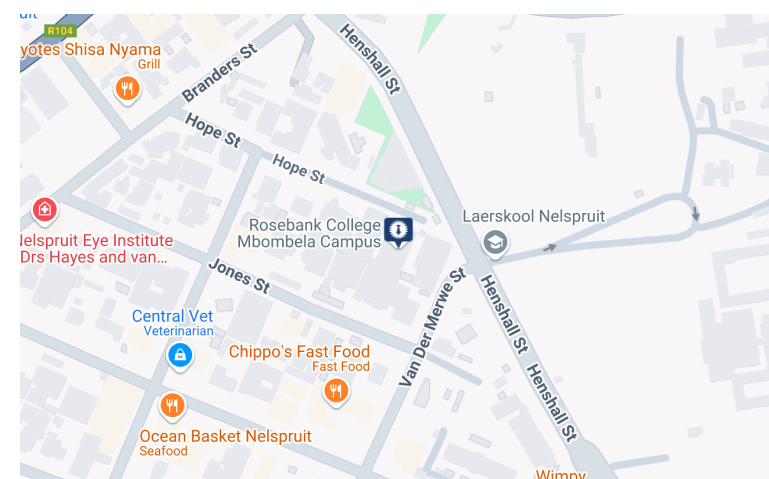 R104
yotes Shisa Nyama
Grill
Branders St
Henshall St
Hope St
Hope St
Rosebank College
Mbombela Campus
Laerskool Nelspruit
Nelspruit Eye Institute
Drs Hayes and van...
Jones St
Van Der Merwe St
Henshall St
Central Vet
Veterinarian
Chippo's Fast Food
Fast Food
Henshall St
Ocean Basket Nelspruit
Seafood
Wimpy